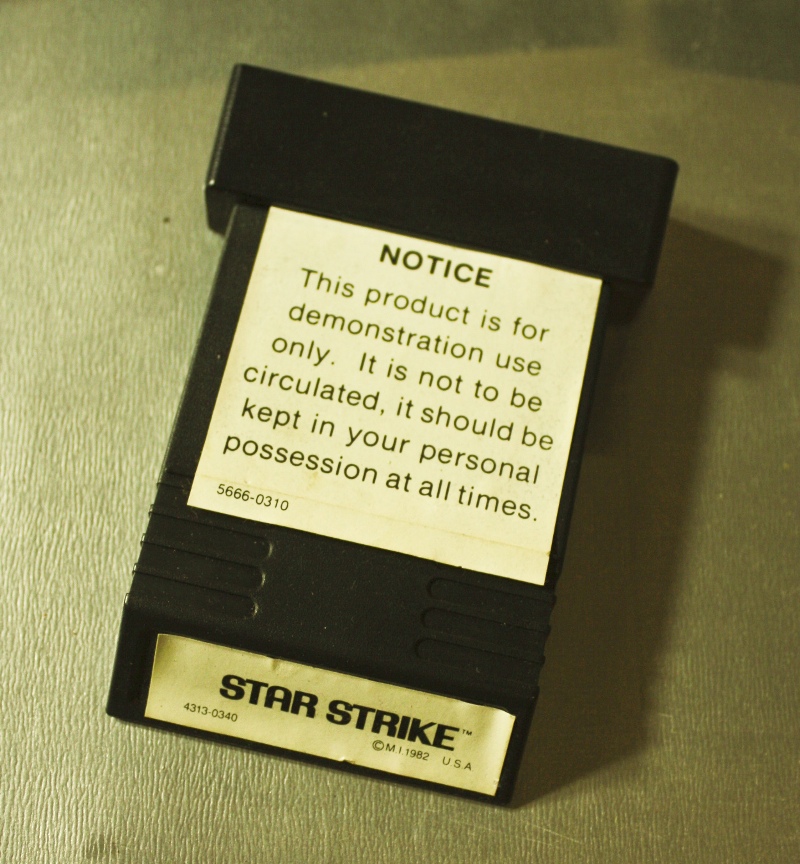 NOTICE
This product is for
demonstration use
only. It is not to be
circulated, it should be
kept in your personal
possession at all times.
5666-0310
STAR STRIKE™
4313-0340
©M.I.1982 U.S.A.